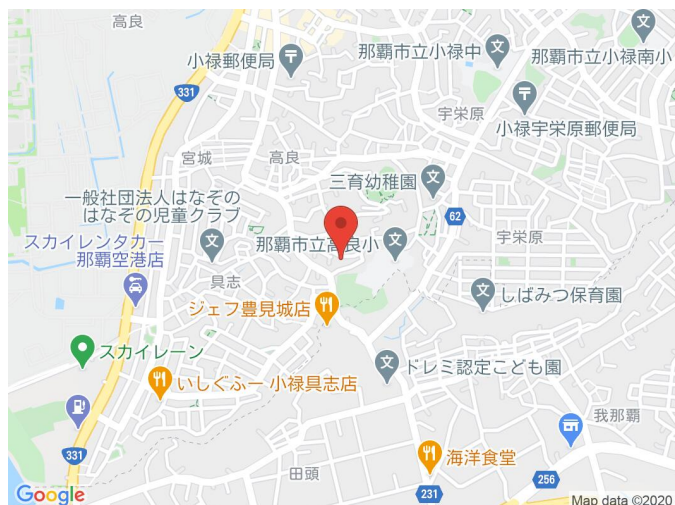 高良
小禄郵便局
那覇市立小禄中
那覇市立小禄南小
331
宇栄原
小禄宇栄原郵便局
宮城
高良
三育幼稚園
一般社団法人はなぞの
はなぞの児童クラブ
62
那覇市立高良小
宇栄原
スカイレンタカー
那覇空港店
具志
しばみつ保育園
ジェフ豊見城店
スカイレーン
ドレミ認定こども園
いしぐふー 小禄具志店
我那覇
331
田頭
海洋食堂
256
231
Google
Map data ©2020